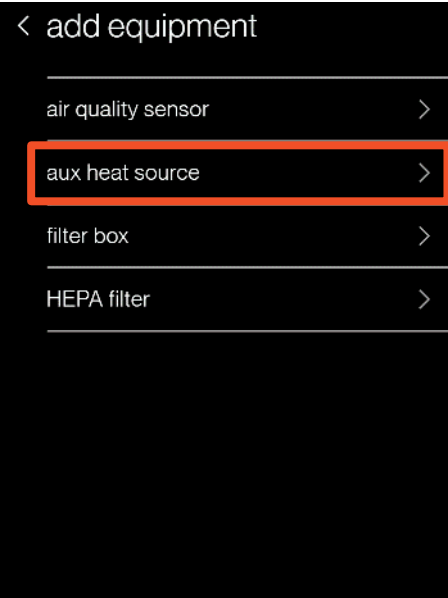 add equipment
air quality sensor
aux heat source
filter box
HEPA filter